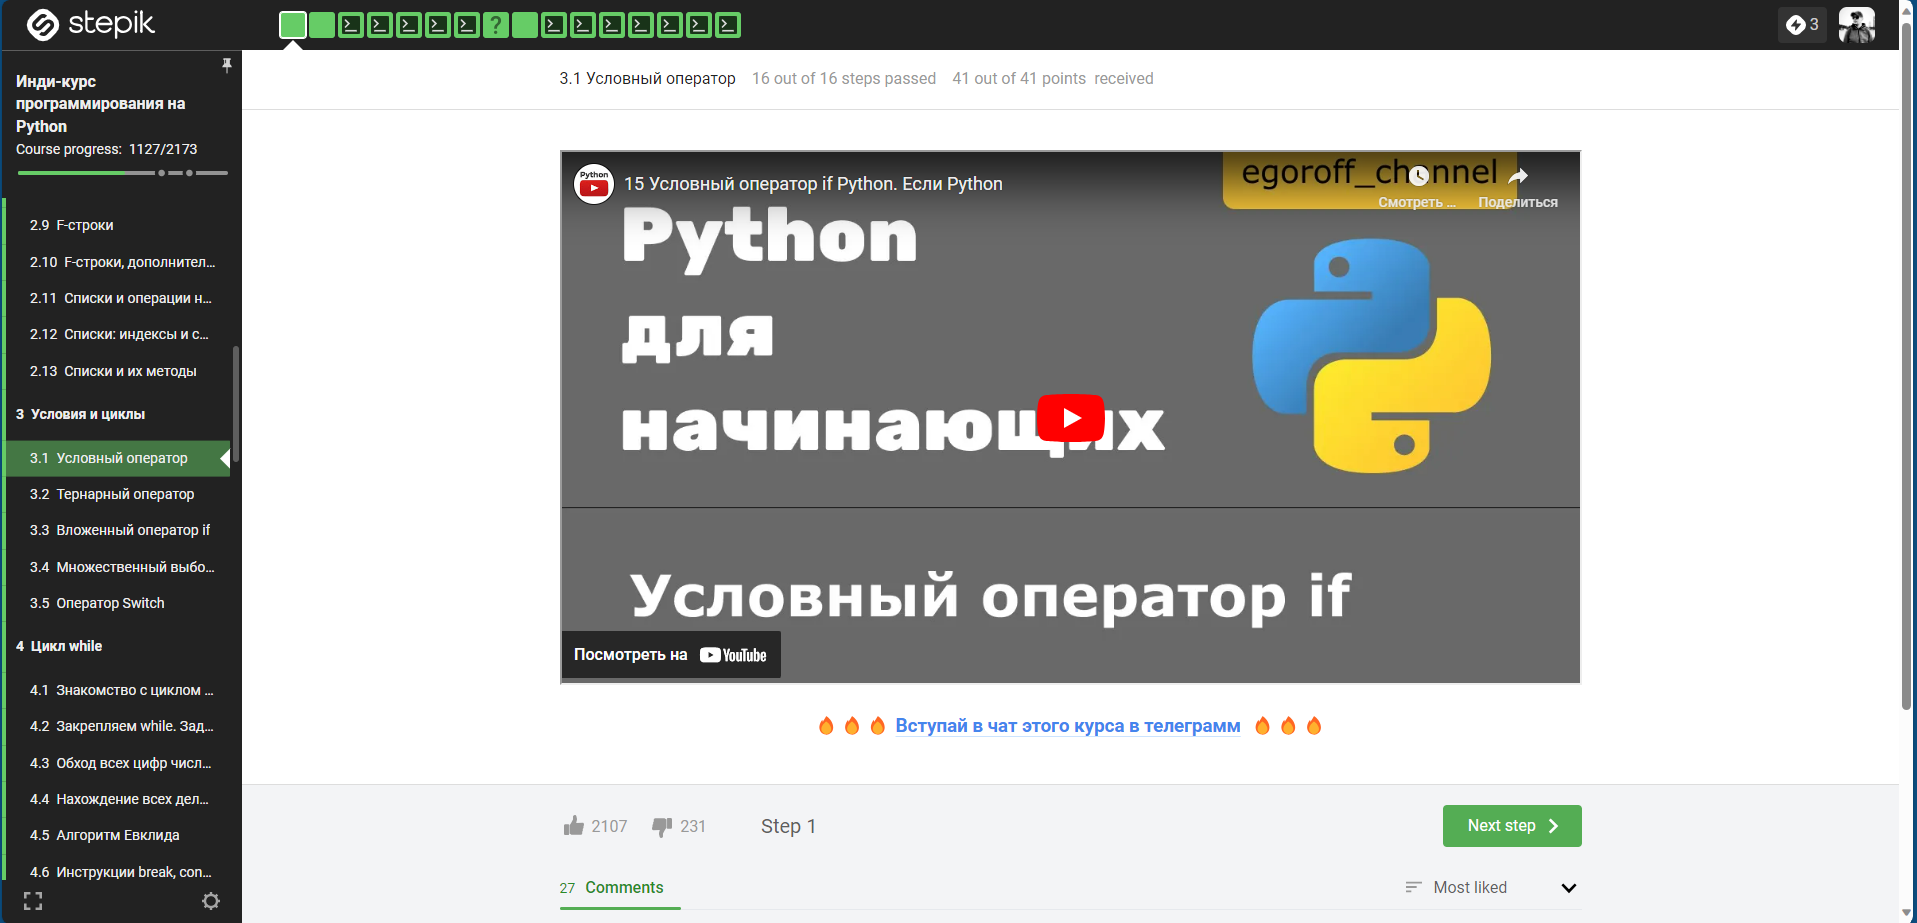 stepik
?
3
Инди-курс
программирования на
Python
Course progress: 1127/2173
2.9 F-строки
2.10 F-строки, дополнител...
2.11 Списки и операции н...
2.12 Списки: индексы и с...
2.13 Списки и их методы
3 Условия и циклы
3.1 Условный оператор
3.2 Тернарный оператор
3.3 Вложенный оператор if
3.4 Множественный выбо...
3.5 Оператор Switch
4 Цикл while
4.1 Знакомство с циклом ...
4.2 Закрепляем while. Зад...
4.3 Обход всех цифр числ...
4.4 Нахождение всех дел...
4.5 Алгоритм Евклида
4.6 Инструкции break, con...
3.1 Условный оператор 16 out of 16 steps passed 41 out of 41 points received
Python
15 Условный оператор if Python. Если Python
egoroff_channel
Смотреть ...
Поделиться
Python
для
начинающих
Условный оператор if
Посмотреть на YouTube
Вступай в чат этого курса в телеграмм
2107 231 Step 1
Next step
27 Comments
Most liked